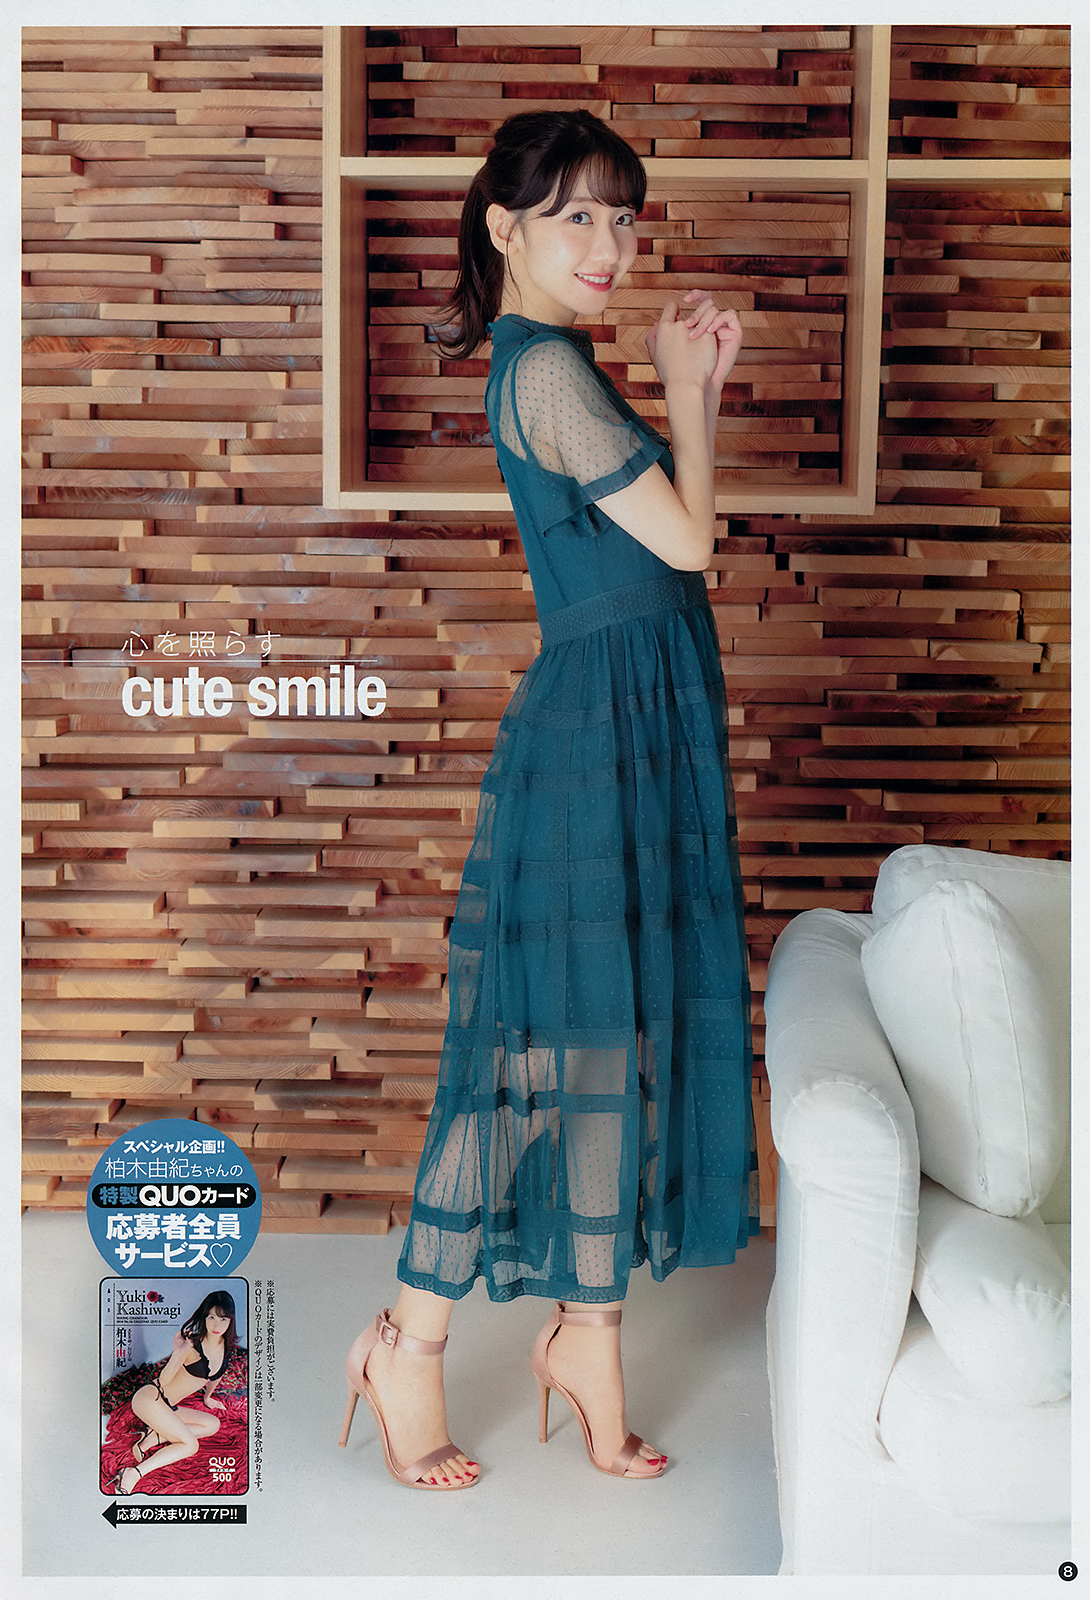 心を照らす
cute smile
スペシャル企画!!
柏木由紀ちゃんの
特製QUOカード
応募者全員
サービス♡
Yuki
Kashiwagi
柏木由紀
QUO
500
※応募には実費負担がございます。
※QUOカードのデザインは一部変更になる場合があります。
応募の決まりは77P!!
8